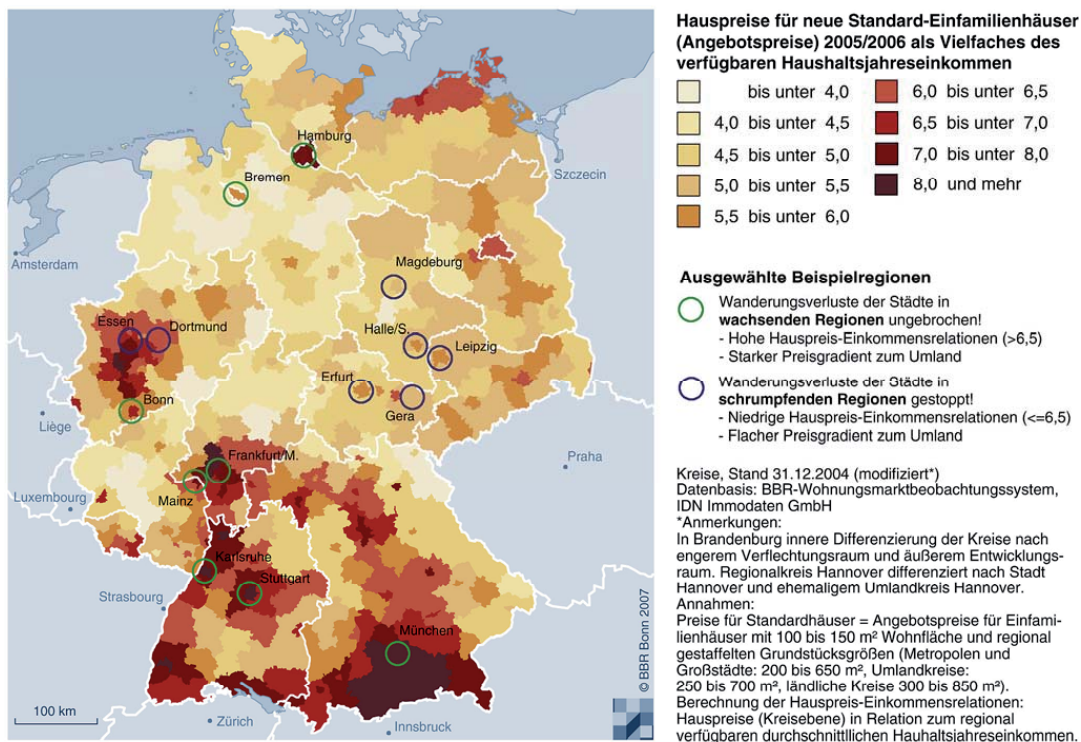 Hauspreise für neue Standard-Einfamilienhäuser
(Angebotspreise) 2005/2006 als Vielfaches des
verfügbaren Haushaltsjahreseinkommen
bis unter 4,0
4,0 bis unter 4,5
4,5 bis unter 5,0
5,0 bis unter 5,5
5,5 bis unter 6,0
6,0 bis unter 6,5
6,5 bis unter 7,0
7,0 bis unter 8,0
8,0 und mehr
Ausgewählte Beispielregionen
Wanderungsverluste der Städte in
wachsenden Regionen ungebrochen!
- Hohe Hauspreis-Einkommensrelationen (>6,5)
- Starker Preisgradient zum Umland
Wanderungsverluste der Städte in
schrumpfenden Regionen gestoppt!
- Niedrige Hauspreis-Einkommensrelationen (<=6,5)
- Flacher Preisgradient zum Umland
Kreise, Stand 31.12.2004 (modifiziert*)
Datenbasis: BBR-Wohnungsmarktbeobachtungssystem,
IDN Immodaten GmbH
*Anmerkungen:
In Brandenburg innere Differenzierung der Kreise nach
engerem Verflechtungsraum und äußerem Entwicklungs-
raum. Regionalkreis Hannover differenziert nach Stadt
Hannover und ehemaligem Umlandkreis Hannover.
Annahmen:
Preise für Standardhäuser = Angebotspreise für Einfami-
lienhäuser mit 100 bis 150 m² Wohnfläche und regional
gestaffelten Grundstücksgrößen (Metropolen und
Großstädte: 200 bis 650 m², Umlandkreise:
250 bis 700 m², ländliche Kreise 300 bis 850 m²).
Berechnung der Hauspreis-Einkommensrelationen:
Hauspreise (Kreisebene) in Relation zum regional
verfügbaren durchschnittlichen Hauhaltsjahreseinkommen.
Hamburg
Bremen
Szczecin
Amsterdam
Magdeburg
Essen
Dortmund
Halle/S.
Leipzig
Erfurt
Bonn
Gera
Liège
Frankfurt/M.
Praha
Mainz
Luxembourg
Karlsruhe
Stuttgart
Strasbourg
München
Zürich
Innsbruck
100 km
© BBR Bonn 2007